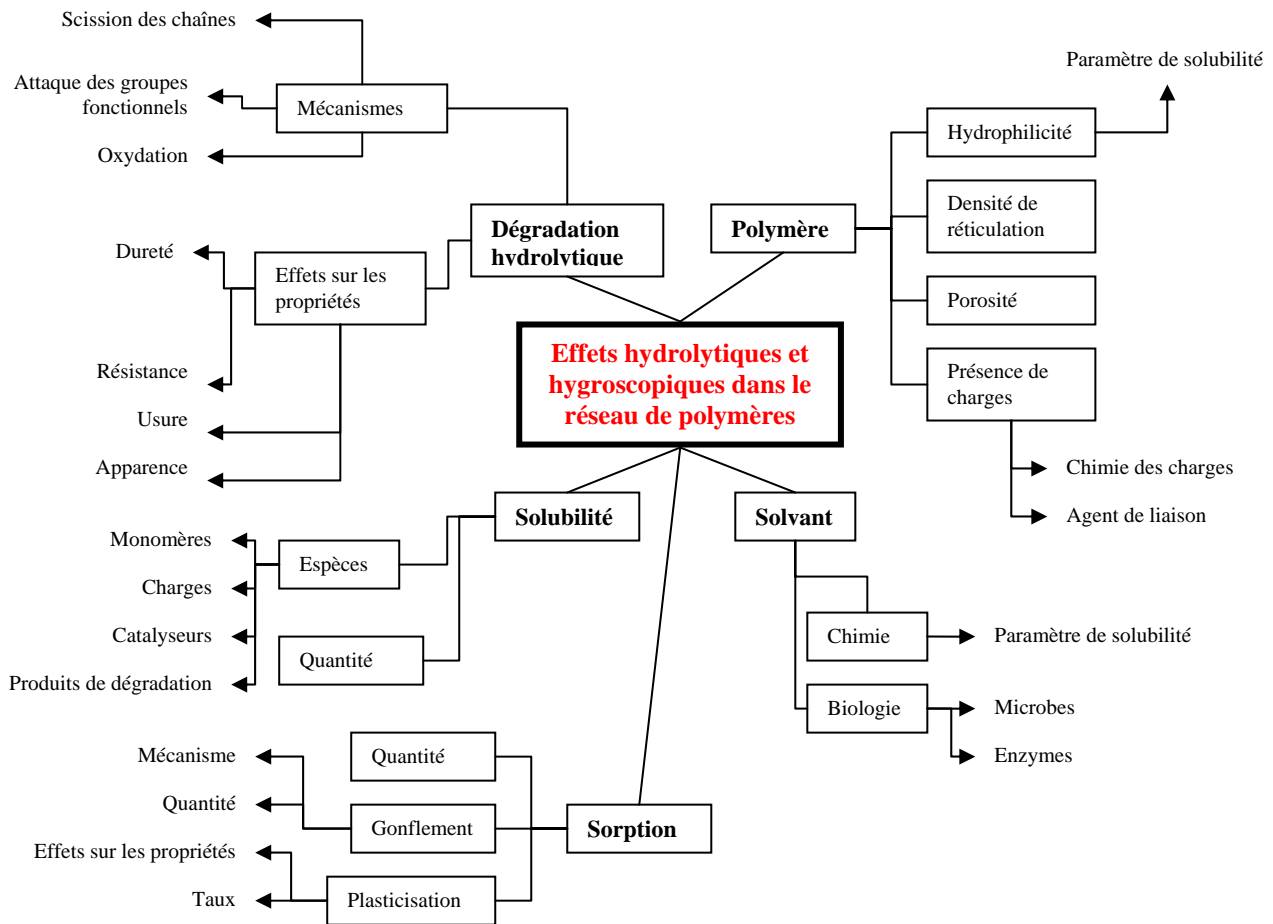 Scission des chaînes
Attaque des groupes
fonctionnels
Oxydation
Mécanismes
Dégradation
hydrolytique
Dureté
Résistance
Usure
Apparence
Effets sur les
propriétés
Paramètre de solubilité
Hydrophilicité
Densité de
réticulation
Porosité
Présence de
charges
Polymère
Chimie des charges
Agent de liaison
Effets hydrolytiques et
hygroscopiques dans le
réseau de polymères
Solubilité
Solvant
Monomères
Charges
Catalyseurs
Produits de dégradation
Espèces
Quantité
Chimie
Paramètre de solubilité
Biologie
Microbes
Enzymes
Mécanisme
Quantité
Effets sur les propriétés
Taux
Quantité
Gonflement
Plasticisation
Sorption